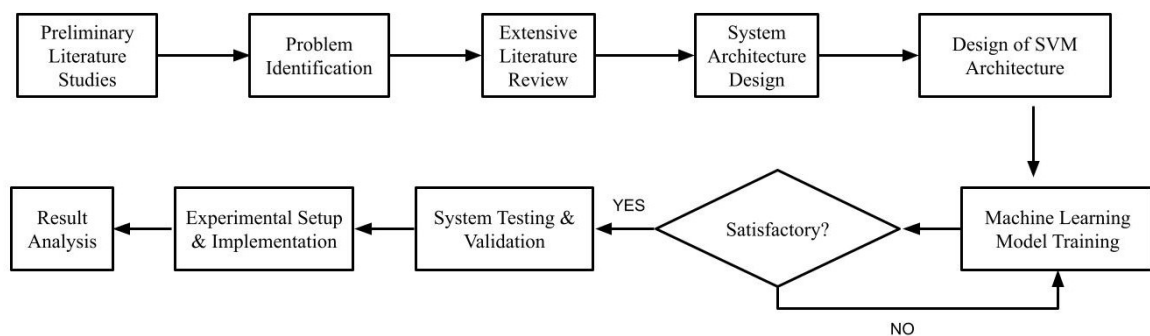 Preliminary
Literature
Studies
Problem
Identification
Extensive
Literature
Review
System
Architecture
Design
Design of SVM
Architecture
Machine Learning
Model Training
Satisfactory?
YES
NO
System Testing &
Validation
Experimental Setup
& Implementation
Result
Analysis